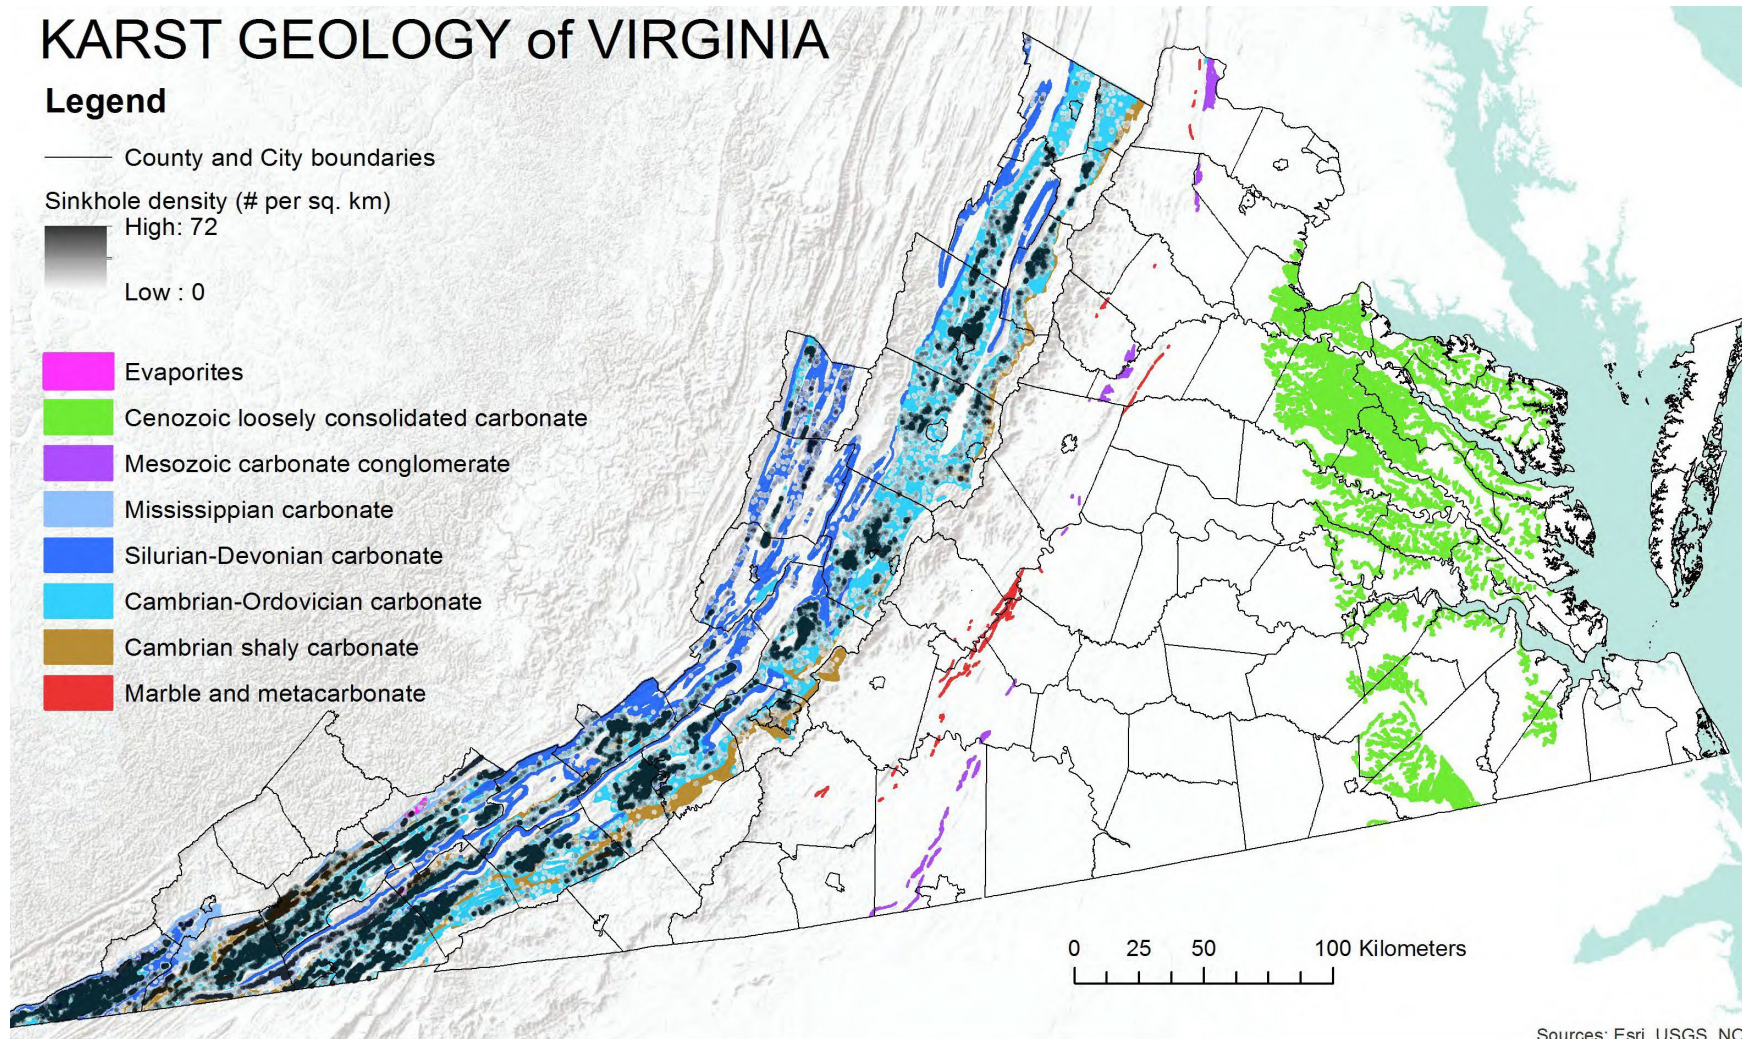 KARST GEOLOGY of VIRGINIA
Legend
County and City boundaries
Sinkhole density (# per sq. km)
High: 72
Low : 0
Evaporites
Cenozoic loosely consolidated carbonate
Mesozoic carbonate conglomerate
Mississippian carbonate
Silurian-Devonian carbonate
Cambrian-Ordovician carbonate
Cambrian shaly carbonate
Marble and metacarbonate
0 25 50 100 Kilometers
Sources: Esri, USGS, NO